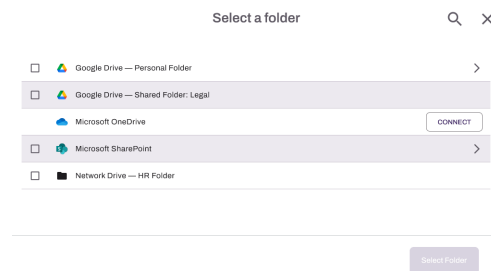 Select a folder
Google Drive — Personal Folder
Google Drive — Shared Folder: Legal
Microsoft OneDrive
CONNECT
Microsoft SharePoint
Network Drive — HR Folder
Select Folder